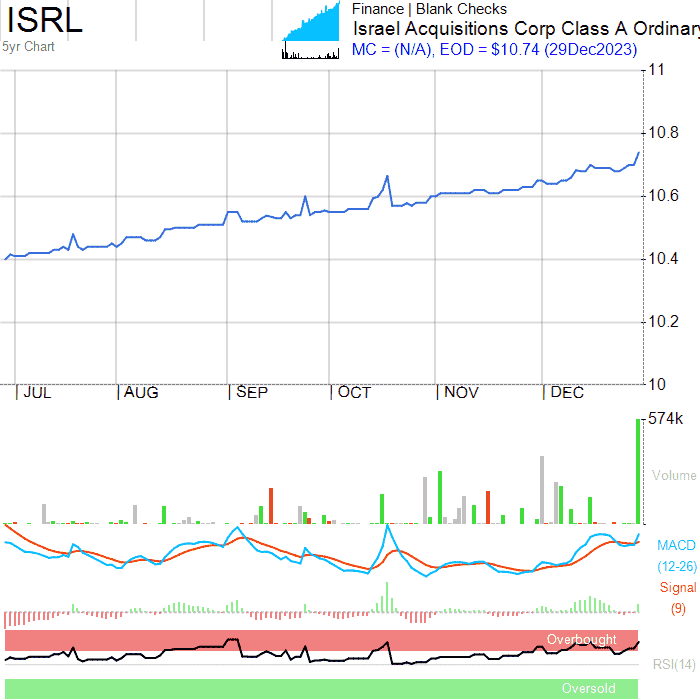 ISRL
5yr Chart
Finance | Blank Checks
Israel Acquisitions Corp Class A Ordinary
MC = (N/A), EOD = $10.74 (29Dec2023)
11
10.8
10.6
10.4
10.2
10
JUL
AUG
SEP
OCT
NOV
DEC
574k
Volume
MACD
(12-26)
Signal
(9)
Overbought
RSI(14)
Oversold